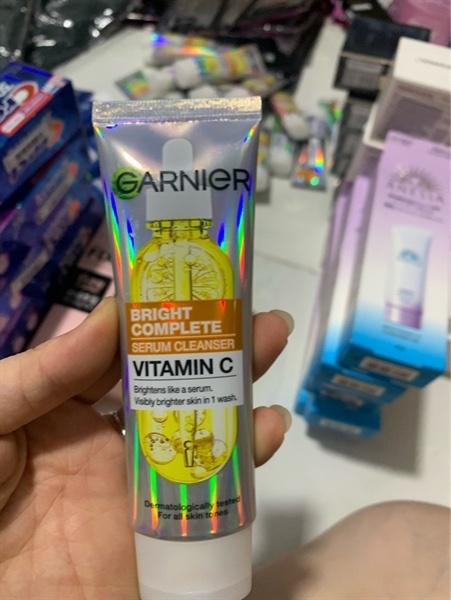 GARNIER
BRIGHT
COMPLETE
SERUM CLEANSER
VITAMIN C
Brightens like a serum.
Visibly brighter skin in 1 wash.
Dermatologically tested
For all skin tones
ANESSA